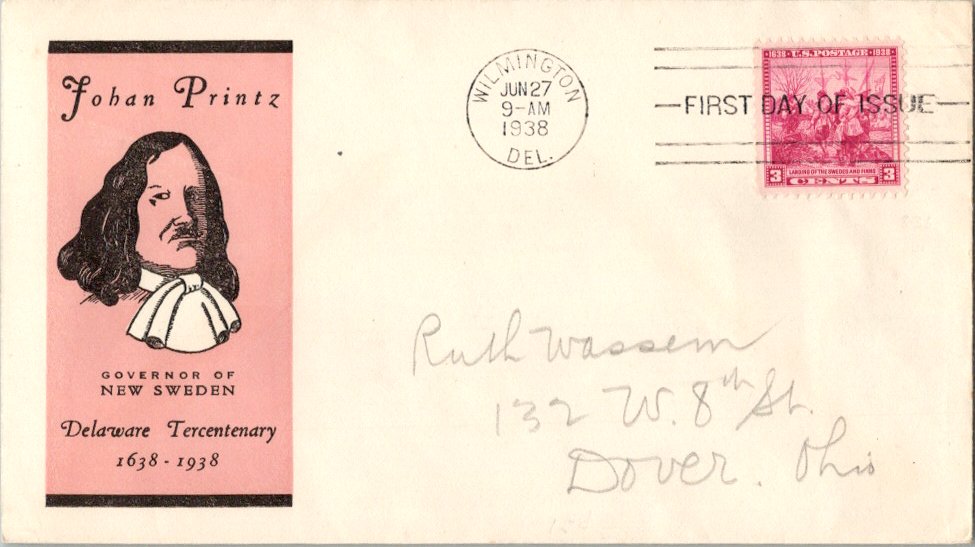 Johan Printz
GOVERNOR OF
NEW SWEDEN
Delaware Tercentenary
1638 - 1938
WILMINGTON
JUN 27
9-AM
1938
DEL.
FIRST DAY OF ISSUE
1638 · U.S. POSTAGE · 1938
LANDING OF THE SWEDES AND FINNS
3 CENTS 3
Ruth Wassem
132 W. 8th St.
Dover, Ohio